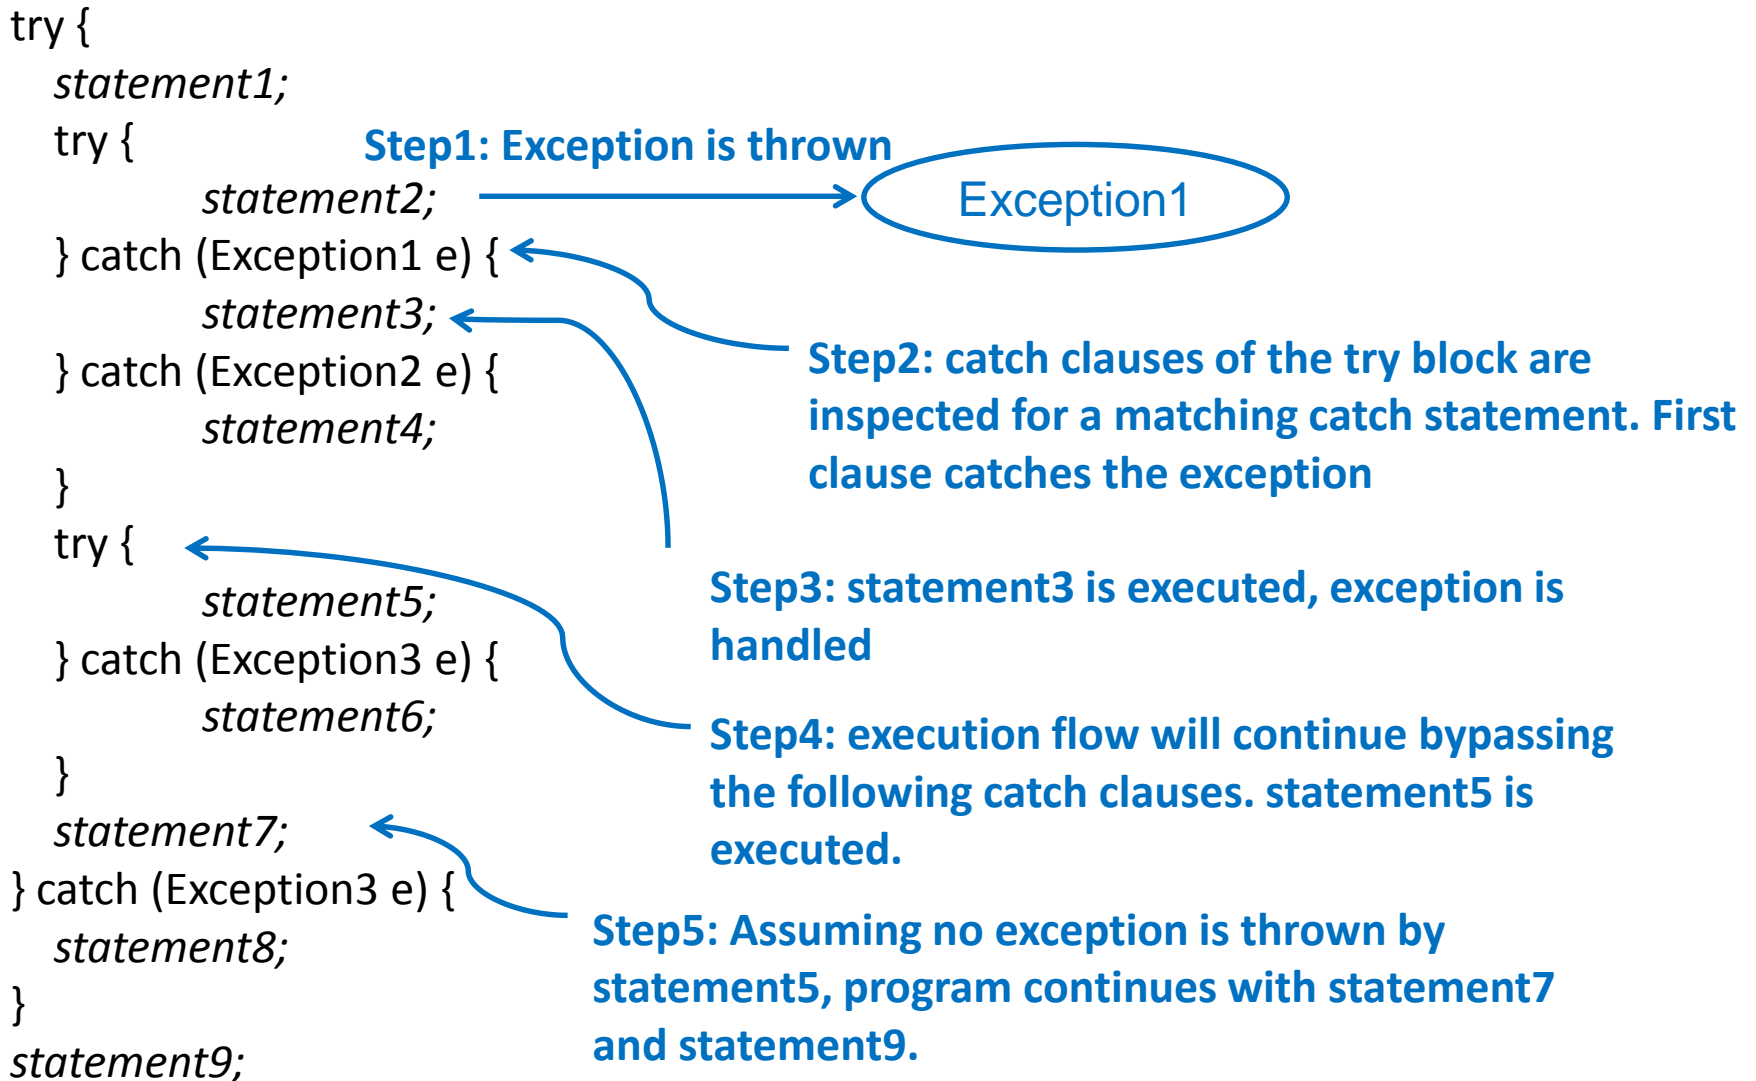 try {
statement1;
try {
Step1: Exception is thrown
statement2;
Exception1
} catch (Exception1 e) {
statement3;
} catch (Exception2 e) {
statement4;
}
Step2: catch clauses of the try block are
inspected for a matching catch statement. First
clause catches the exception
try {
statement5;
} catch (Exception3 e) {
statement6;
}
Step3: statement3 is executed, exception is
handled
Step4: execution flow will continue bypassing
the following catch clauses. statement5 is
executed.
statement7;
} catch (Exception3 e) {
statement8;
}
statement9;
Step5: Assuming no exception is thrown by
statement5, program continues with statement7
and statement9.